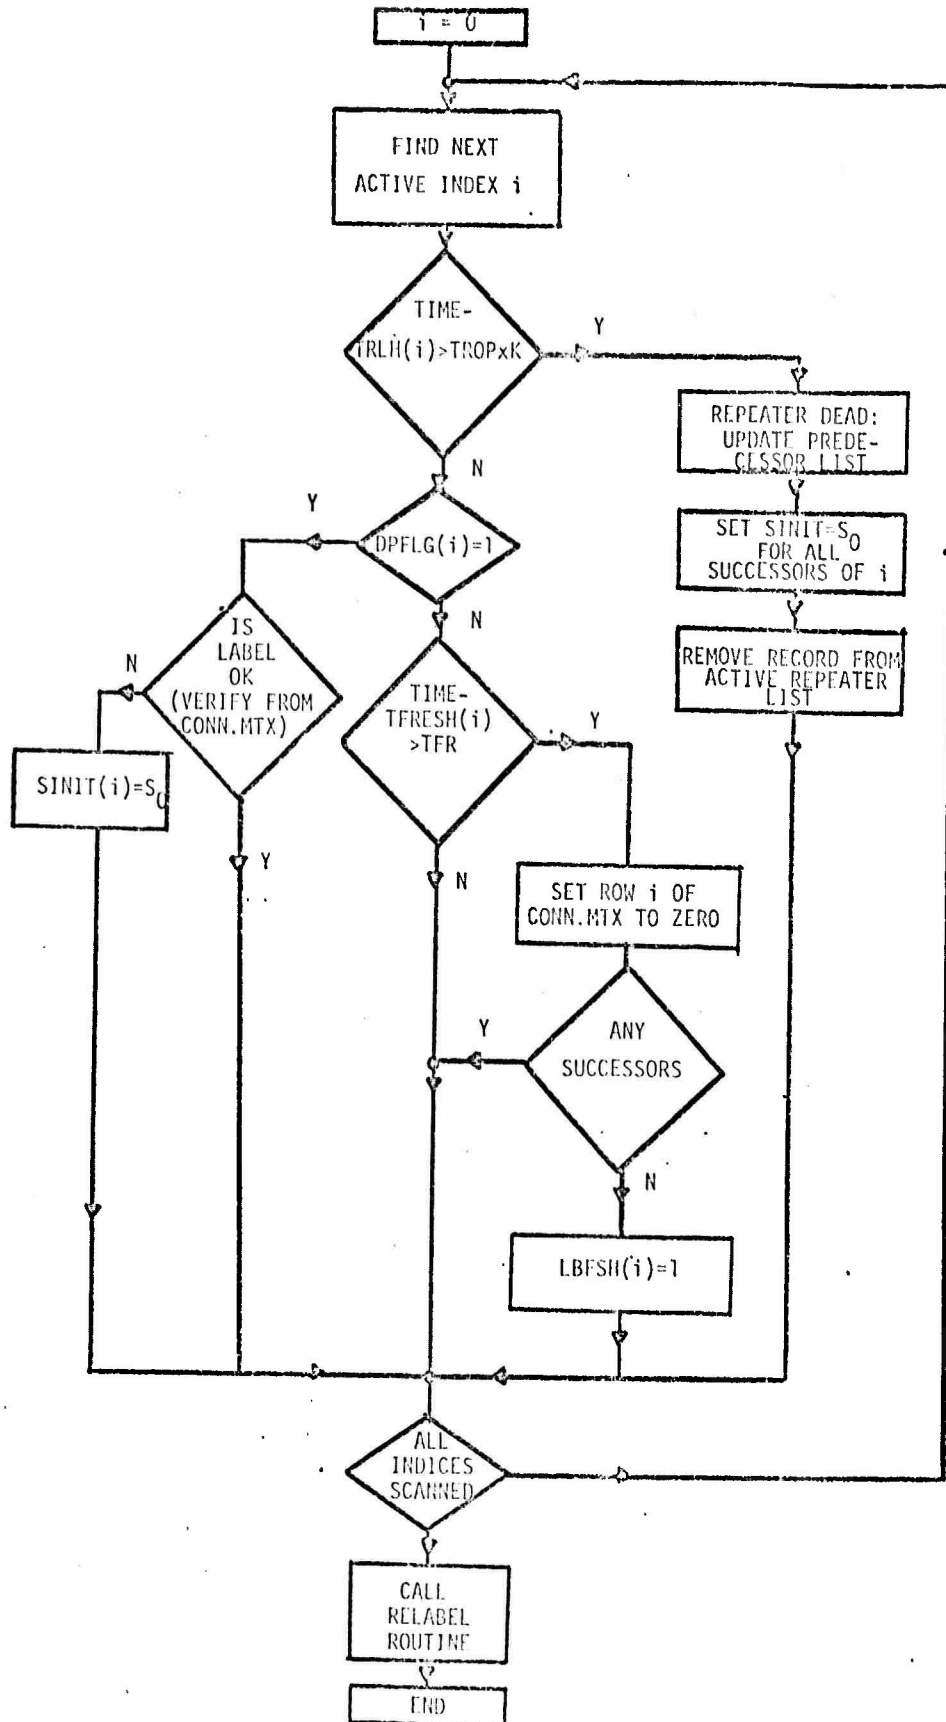 i = 0
FIND NEXT
ACTIVE INDEX i
TIME-
TRLH(i)>TROPxK
Y
REPEATER DEAD:
UPDATE PREDE-
CESSOR LIST
N
Y
DPFLG(i)=1
SET SINIT=S0
FOR ALL
SUCCESSORS OF i
N
IS
LABEL
OK
(VERIFY FROM
CONN.MTX)
N
TIME-
TFRESH(i)
>TFR
Y
REMOVE RECORD FROM
ACTIVE REPEATER
LIST
SINIT(i)=S0
Y
N
SET ROW i OF
CONN.MTX TO ZERO
Y
ANY
SUCCESSORS
N
LBFSH(i)=1
ALL
INDICES
SCANNED
CALL
RELABEL
ROUTINE
END